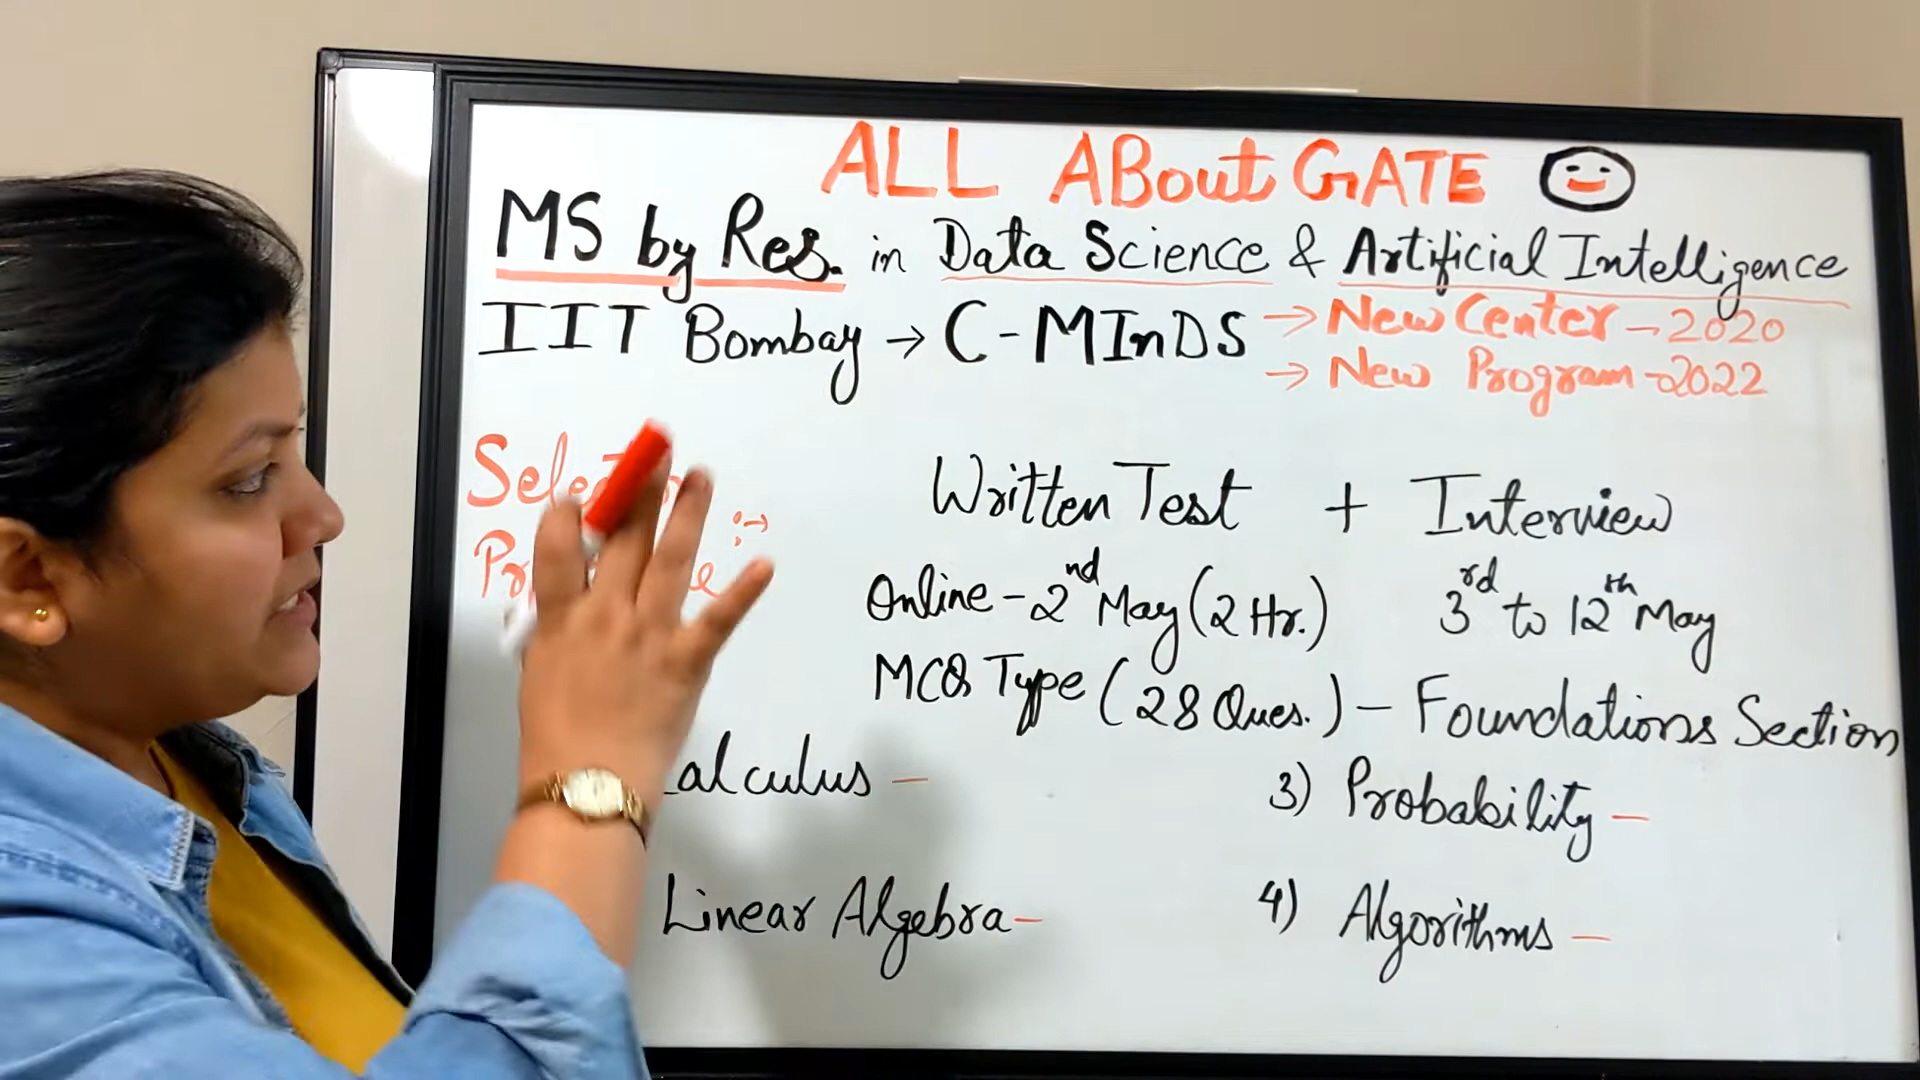 ALL ABout GATE
MS by Res. in Data Science & Artificial Intelligence
IIT Bombay → C-MInDS → New Center - 2020
→ New Program - 2022
:→
Written Test + Interview
Online - 2nd May (2 Hr.) 3rd to 12th May
MCQ Type (28 Ques.) - Foundations Section
alculus - 3) Probability -
Linear Algebra - 4) Algorithms -